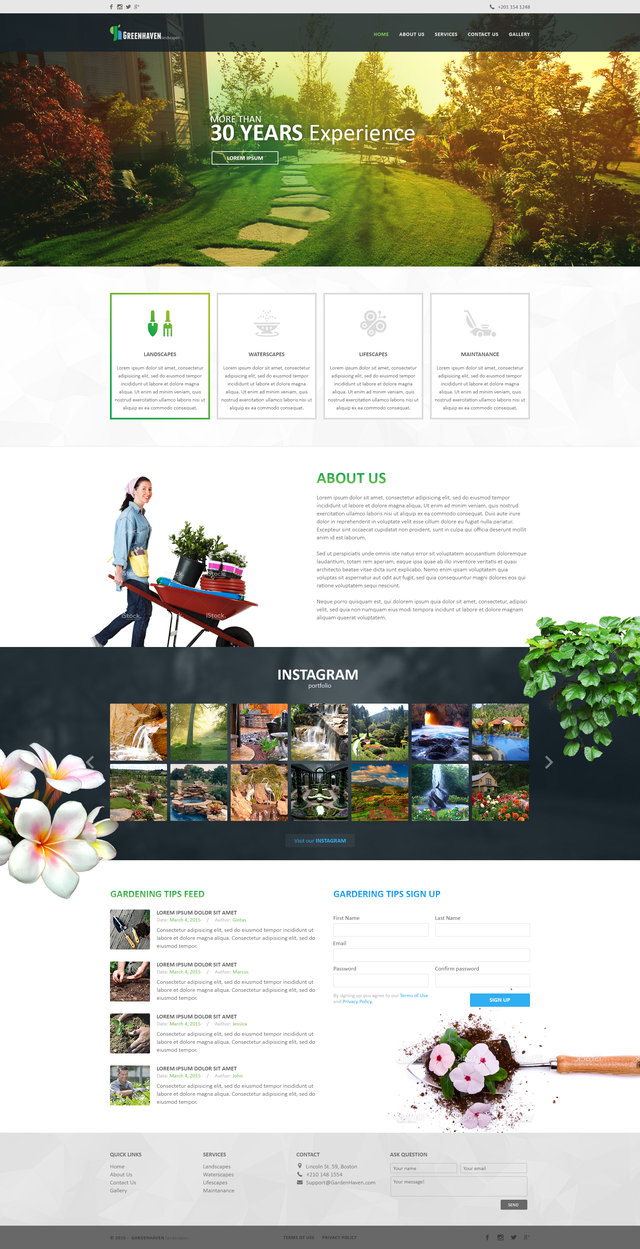 +201 154 1248
GREENHAVEN landscapes
HOME ABOUT US SERVICES CONTACT US GALLERY
MORE THAN
30 YEARS Experience
LOREM IPSUM
LANDSCAPES
Lorem ipsum dolor sit amet, consectetur
adipisicing elit, sed do eiusmod tempor
incididunt ut labore et dolore magna
aliqua. Ut enim ad minim veniam, quis
nostrud exercitation ullamco laboris nisi ut
aliquip ex ea commodo consequat.
WATERSCAPES
Lorem ipsum dolor sit amet, consectetur
adipisicing elit, sed do eiusmod tempor
incididunt ut labore et dolore magna
aliqua. Ut enim ad minim veniam, quis
nostrud exercitation ullamco laboris nisi ut
aliquip ex ea commodo consequat.
LIFESCAPES
Lorem ipsum dolor sit amet, consectetur
adipisicing elit, sed do eiusmod tempor
incididunt ut labore et dolore magna
aliqua. Ut enim ad minim veniam, quis
nostrud exercitation ullamco laboris nisi ut
aliquip ex ea commodo consequat.
MAINTANANCE
Lorem ipsum dolor sit amet, consectetur
adipisicing elit, sed do eiusmod tempor
incididunt ut labore et dolore magna
aliqua. Ut enim ad minim veniam, quis
nostrud exercitation ullamco laboris nisi ut
aliquip ex ea commodo consequat.
iStock
iStock
ABOUT US
Lorem ipsum dolor sit amet, consectetur adipisicing elit, sed do eiusmod tempor
incididunt ut labore et dolore magna aliqua. Ut enim ad minim veniam, quis nostrud
exercitation ullamco laboris nisi ut aliquip ex ea commodo consequat. Duis aute irure
dolor in reprehenderit in voluptate velit esse cillum dolore eu fugiat nulla pariatur.
Excepteur sint occaecat cupidatat non proident, sunt in culpa qui officia deserunt mollit
anim id est laborum.
Sed ut perspiciatis unde omnis iste natus error sit voluptatem accusantium doloremque
laudantium, totam rem aperiam, eaque ipsa quae ab illo inventore veritatis et quasi
architecto beatae vitae dicta sunt explicabo. Nemo enim ipsam voluptatem quia
voluptas sit aspernatur aut odit aut fugit, sed quia consequuntur magni dolores eos qui
ratione voluptatem sequi nesciunt.
Neque porro quisquam est, qui dolorem ipsum quia dolor sit amet, consectetur, adipisci
velit, sed quia non numquam eius modi tempora incidunt ut labore et dolore magnam
aliquam quaerat voluptatem.
INSTAGRAM
portfolio
Visit our INSTAGRAM
GARDENING TIPS FEED
LOREM IPSUM DOLOR SIT AMET
Date: March 4, 2015 / Author:
Consectetur adipisicing elit, sed do eiusmod tempor incididunt ut
labore et dolore magna aliqua. Consectetur adipisicing elit, sed do
eiusmod tempor.
LOREM IPSUM DOLOR SIT AMET
Date: March 4, 2015 / Author: Marcus
Consectetur adipisicing elit, sed do eiusmod tempor incididunt ut
labore et dolore magna aliqua. Consectetur adipisicing elit, sed do
eiusmod tempor.
LOREM IPSUM DOLOR SIT AMET
Date: March 4, 2015 / Author: Jessica
Consectetur adipisicing elit, sed do eiusmod tempor incididunt ut
labore et dolore magna aliqua. Consectetur adipisicing elit, sed do
eiusmod tempor.
LOREM IPSUM DOLOR SIT AMET
Date: March 4, 2015 / Author: John
Consectetur adipisicing elit, sed do eiusmod tempor incididunt ut
labore et dolore magna aliqua. Consectetur adipisicing elit, sed do
eiusmod tempor.
GARDERING TIPS SIGN UP
First Name Last Name
Email
Password Confirm password
By signing up you agree to our Terms of Use
and Privacy Policy.
SIGN UP
QUICK LINKS
Home
About Us
Contact Us
Gallery
SERVICES
Landscapes
Waterscapes
Lifescapes
Maintanance
CONTACT
Lincoln St. 59, Boston
+210 148 1554
Support@GardenHaven.com
ASK QUESTION
Your name Your email
Your message!
SEND
© 2015 - GARDENHAVEN landscapes
TERMS OF USE PRIVACY POLICY